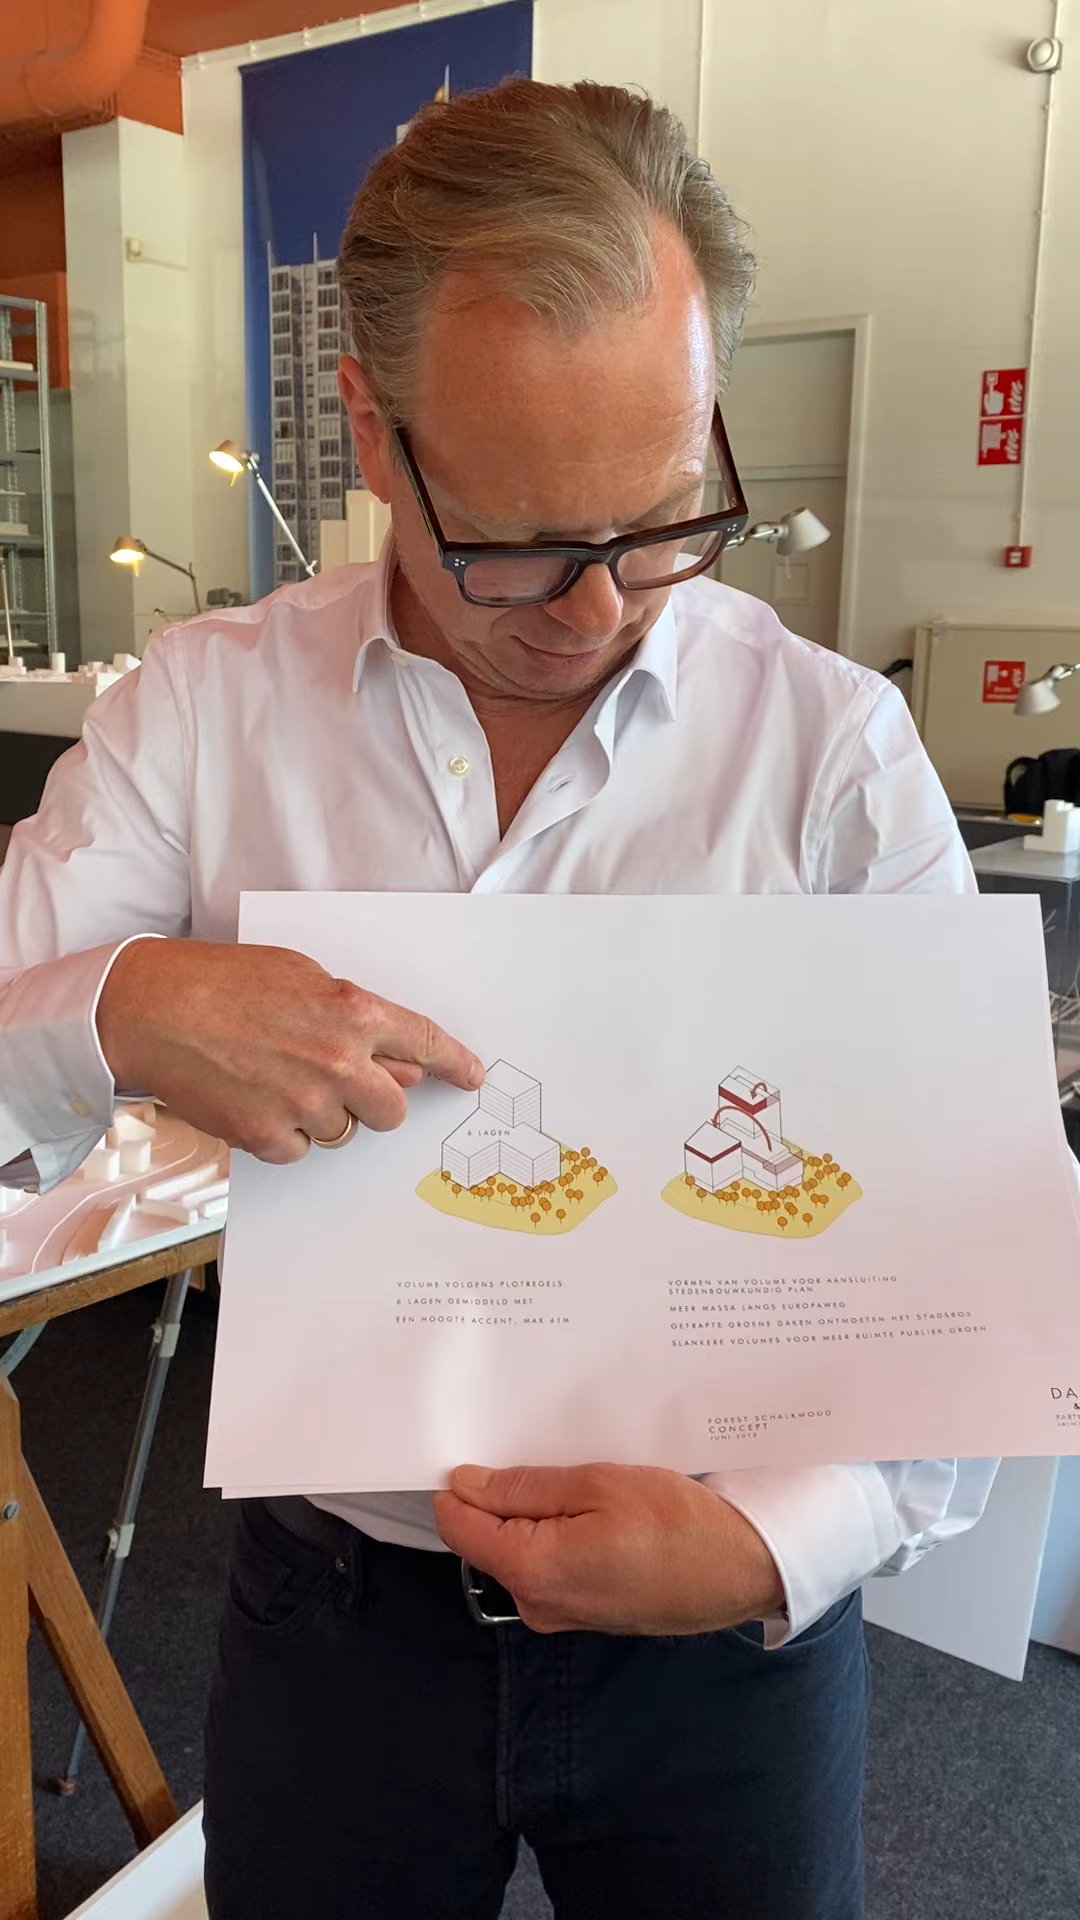 6 LAGEN
VOLUME VOLGENS PLOTREGELS:
6 LAGEN GEMIDDELD MET
EEN HOOGTE ACCENT, MAX 41M
VORMEN VAN VOLUME VOOR AANSLUITING
STEDENBOUWKUNDIG PLAN
MEER MASSA LANGS EUROPAWEG
GETRAPTE GROENE DAKEN ONTMOETEN HET STADSBOS
SLANKERE VOLUMES VOOR MEER RUIMTE PUBLIEK GROEN
FOREST SCHALKWOUD
CONCEPT
DA
&